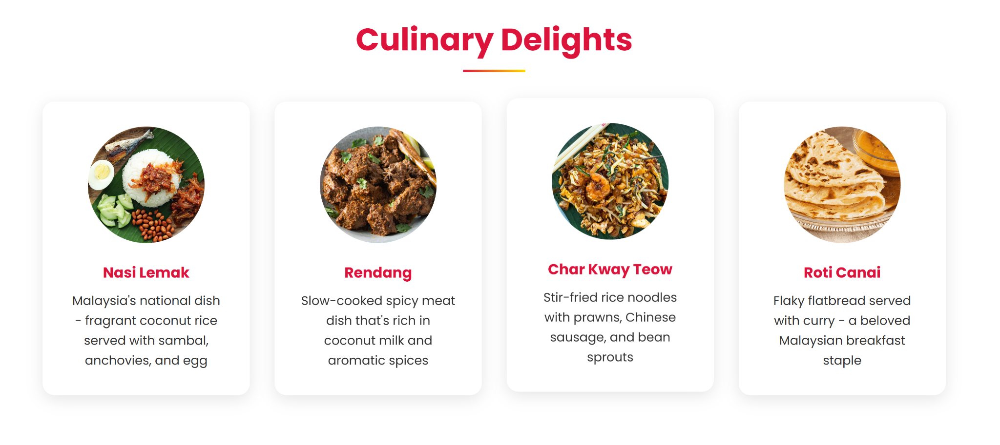 Culinary Delights
Nasi Lemak
Malaysia's national dish
- fragrant coconut rice
served with sambal,
anchovies, and egg
Rendang
Slow-cooked spicy meat
dish that's rich in
coconut milk and
aromatic spices
Char Kway Teow
Stir-fried rice noodles
with prawns, Chinese
sausage, and bean
sprouts
Roti Canai
Flaky flatbread served
with curry - a beloved
Malaysian breakfast
staple